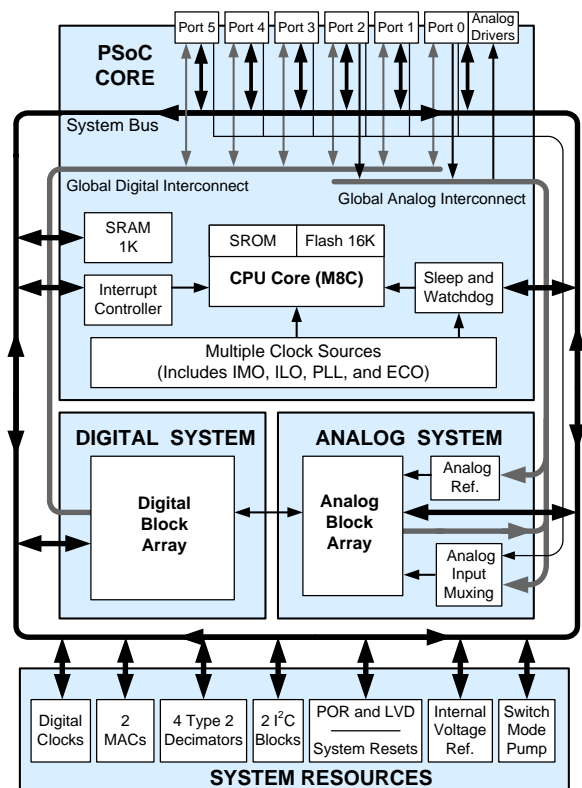 Port 5
Port 4
Port 3
Port 2
Port 1
Port 0
Analog
Drivers
PSoC
CORE
System Bus
Global Digital Interconnect
Global Analog Interconnect
SRAM
1K
SROM
Flash 16K
CPU Core (M8C)
Interrupt
Controller
Sleep and
Watchdog
Multiple Clock Sources
(Includes IMO, ILO, PLL, and ECO)
DIGITAL SYSTEM
ANALOG SYSTEM
Digital
Block
Array
Analog
Block
Array
Analog
Ref.
Analog
Input
Muxing
Digital
Clocks
2
MACs
4 Type 2
Decimators
2 I²C
Blocks
POR and LVD
System Resets
Internal
Voltage
Ref.
Switch
Mode
Pump
SYSTEM RESOURCES